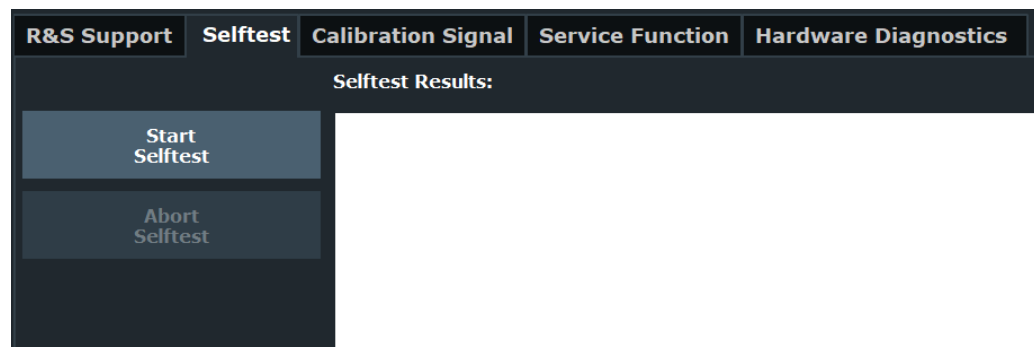 R&S Support Selftest Calibration Signal Service Function Hardware Diagnostics
Selftest Results:
Start
Selftest
Abort
Selftest